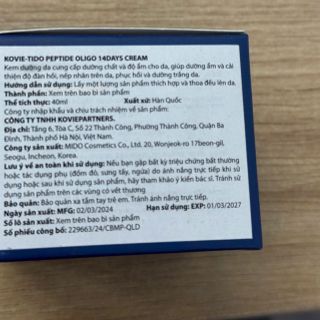 KOVIE-TIDO PEPTIDE OLIGO 14DAYS CREAM
Kem dưỡng da cung cấp dưỡng chất và độ ẩm cho da, giúp dưỡng ẩm và cải
thiện độ đàn hồi, nếp nhăn trên da, phục hồi và dưỡng trắng da.
Hướng dẫn sử dụng: Lấy một lượng sản phẩm thích hợp và thoa đều lên da.
Thành phần: Xem trên bao bì sản phẩm
Thể tích thực: 40ml Xuất xứ: Hàn Quốc
Công ty nhập khẩu và chịu trách nhiệm về sản phẩm:
CÔNG TY TNHH KOVIEPARTNERS.
Địa chỉ: Tầng 6, Tòa C, Số 22 Thành Công, Phường Thành Công, Quận Ba
Đình, Thành phố Hà Nội, Việt Nam.
Sản xuất tại: MIDO Cosmetics Co., Ltd. 20, Wonjeok-ro 17beon-gil,
Seogu, Incheon, Korea.
Lưu ý về an toàn khi sử dụng: Nếu bạn gặp bất kỳ triệu chứng bất thường
hoặc tác dụng phụ (đốm đỏ, sưng tấy, ngứa) do ánh nắng trực tiếp khi sử
dụng hoặc sau khi sử dụng sản phẩm, hãy tham khảo ý kiến bác sĩ. Tránh sử
dụng sản phẩm trên các vùng có vết thương
Bảo quản: Bảo quản xa tầm tay trẻ em. Tránh ánh nắng trực tiếp.
Ngày sản xuất: MFG: 02/03/2024 Hạn sử dụng: EXP: 01/03/2027
Số lô sản xuất: Xem trên bao bì sản phẩm
Số phiếu công bố: 229663/24/CBMP-QLD